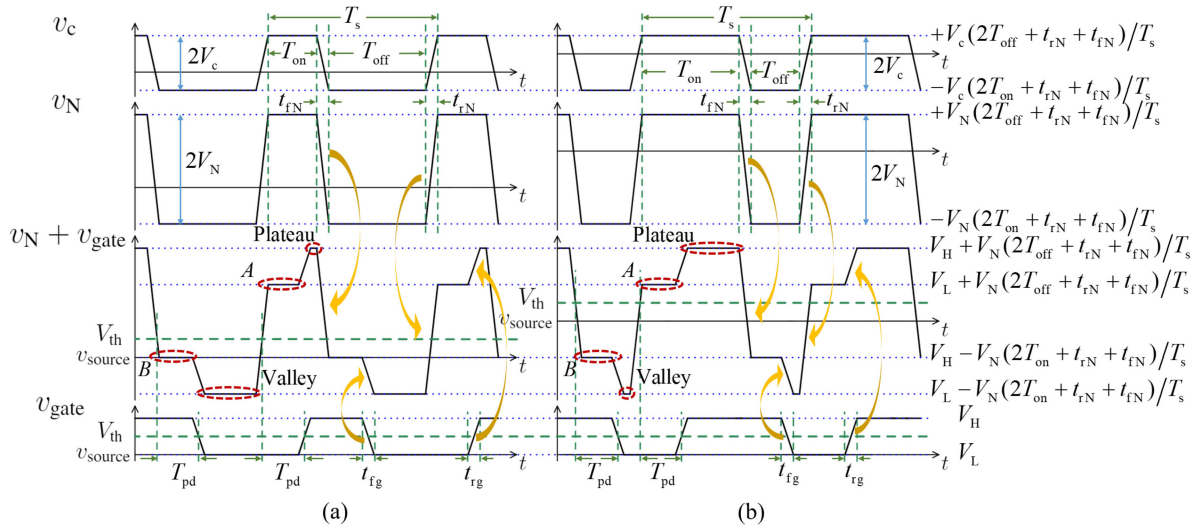 v_c
T_s
T_s
+V_c(2T_off + t_rN + t_fN)/T_s
2V_c
T_on
T_off
t
T_on
T_off
t
2V_c
−V_c(2T_on + t_rN + t_fN)/T_s
v_N
t_fN
t_rN
t_fN
t_rN
+V_N(2T_off + t_rN + t_fN)/T_s
2V_N
t
t
2V_N
−V_N(2T_on + t_rN + t_fN)/T_s
v_N + v_gate
Plateau
Plateau
V_H + V_N(2T_off + t_rN + t_fN)/T_s
A
A
V_L + V_N(2T_off + t_rN + t_fN)/T_s
V_th
v_source
t
V_th
v_source
t
B
Valley
B
Valley
V_H − V_N(2T_on + t_rN + t_fN)/T_s
V_L − V_N(2T_on + t_rN + t_fN)/T_s
v_gate
V_H
V_th
v_source
t
t
V_L
T_pd
T_pd
t_fg
t_rg
T_pd
T_pd
t_fg
t_rg
(a)
(b)